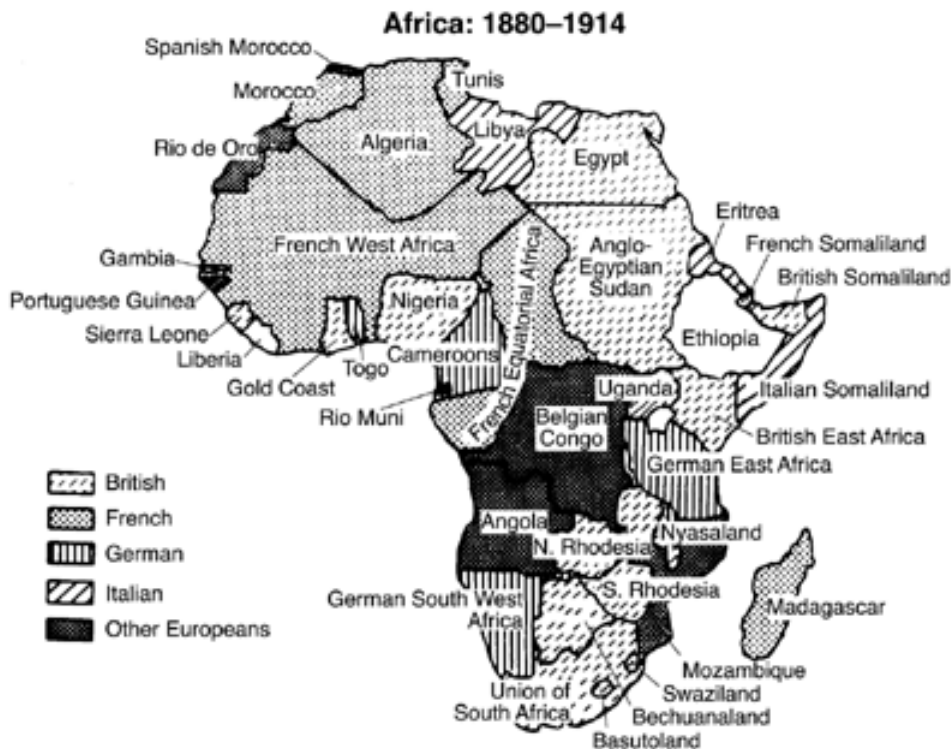 Africa: 1880–1914
Spanish Morocco
Morocco
Tunis
Rio de Oro
Algeria
Libya
Egypt
Eritrea
French Somaliland
British Somaliland
Gambia
French West Africa
French Equatorial Africa
Anglo-
Egyptian
Sudan
Portuguese Guinea
Nigeria
Sierra Leone
Liberia
Ethiopia
Gold Coast
Togo
Cameroons
Uganda
Italian Somaliland
Rio Muni
Belgian
Congo
British East Africa
German East Africa
British
French
German
Italian
Other Europeans
Angola
Nyasaland
N. Rhodesia
S. Rhodesia
German South West
Africa
Madagascar
Mozambique
Swaziland
Union of
South Africa
Bechuanaland
Basutoland